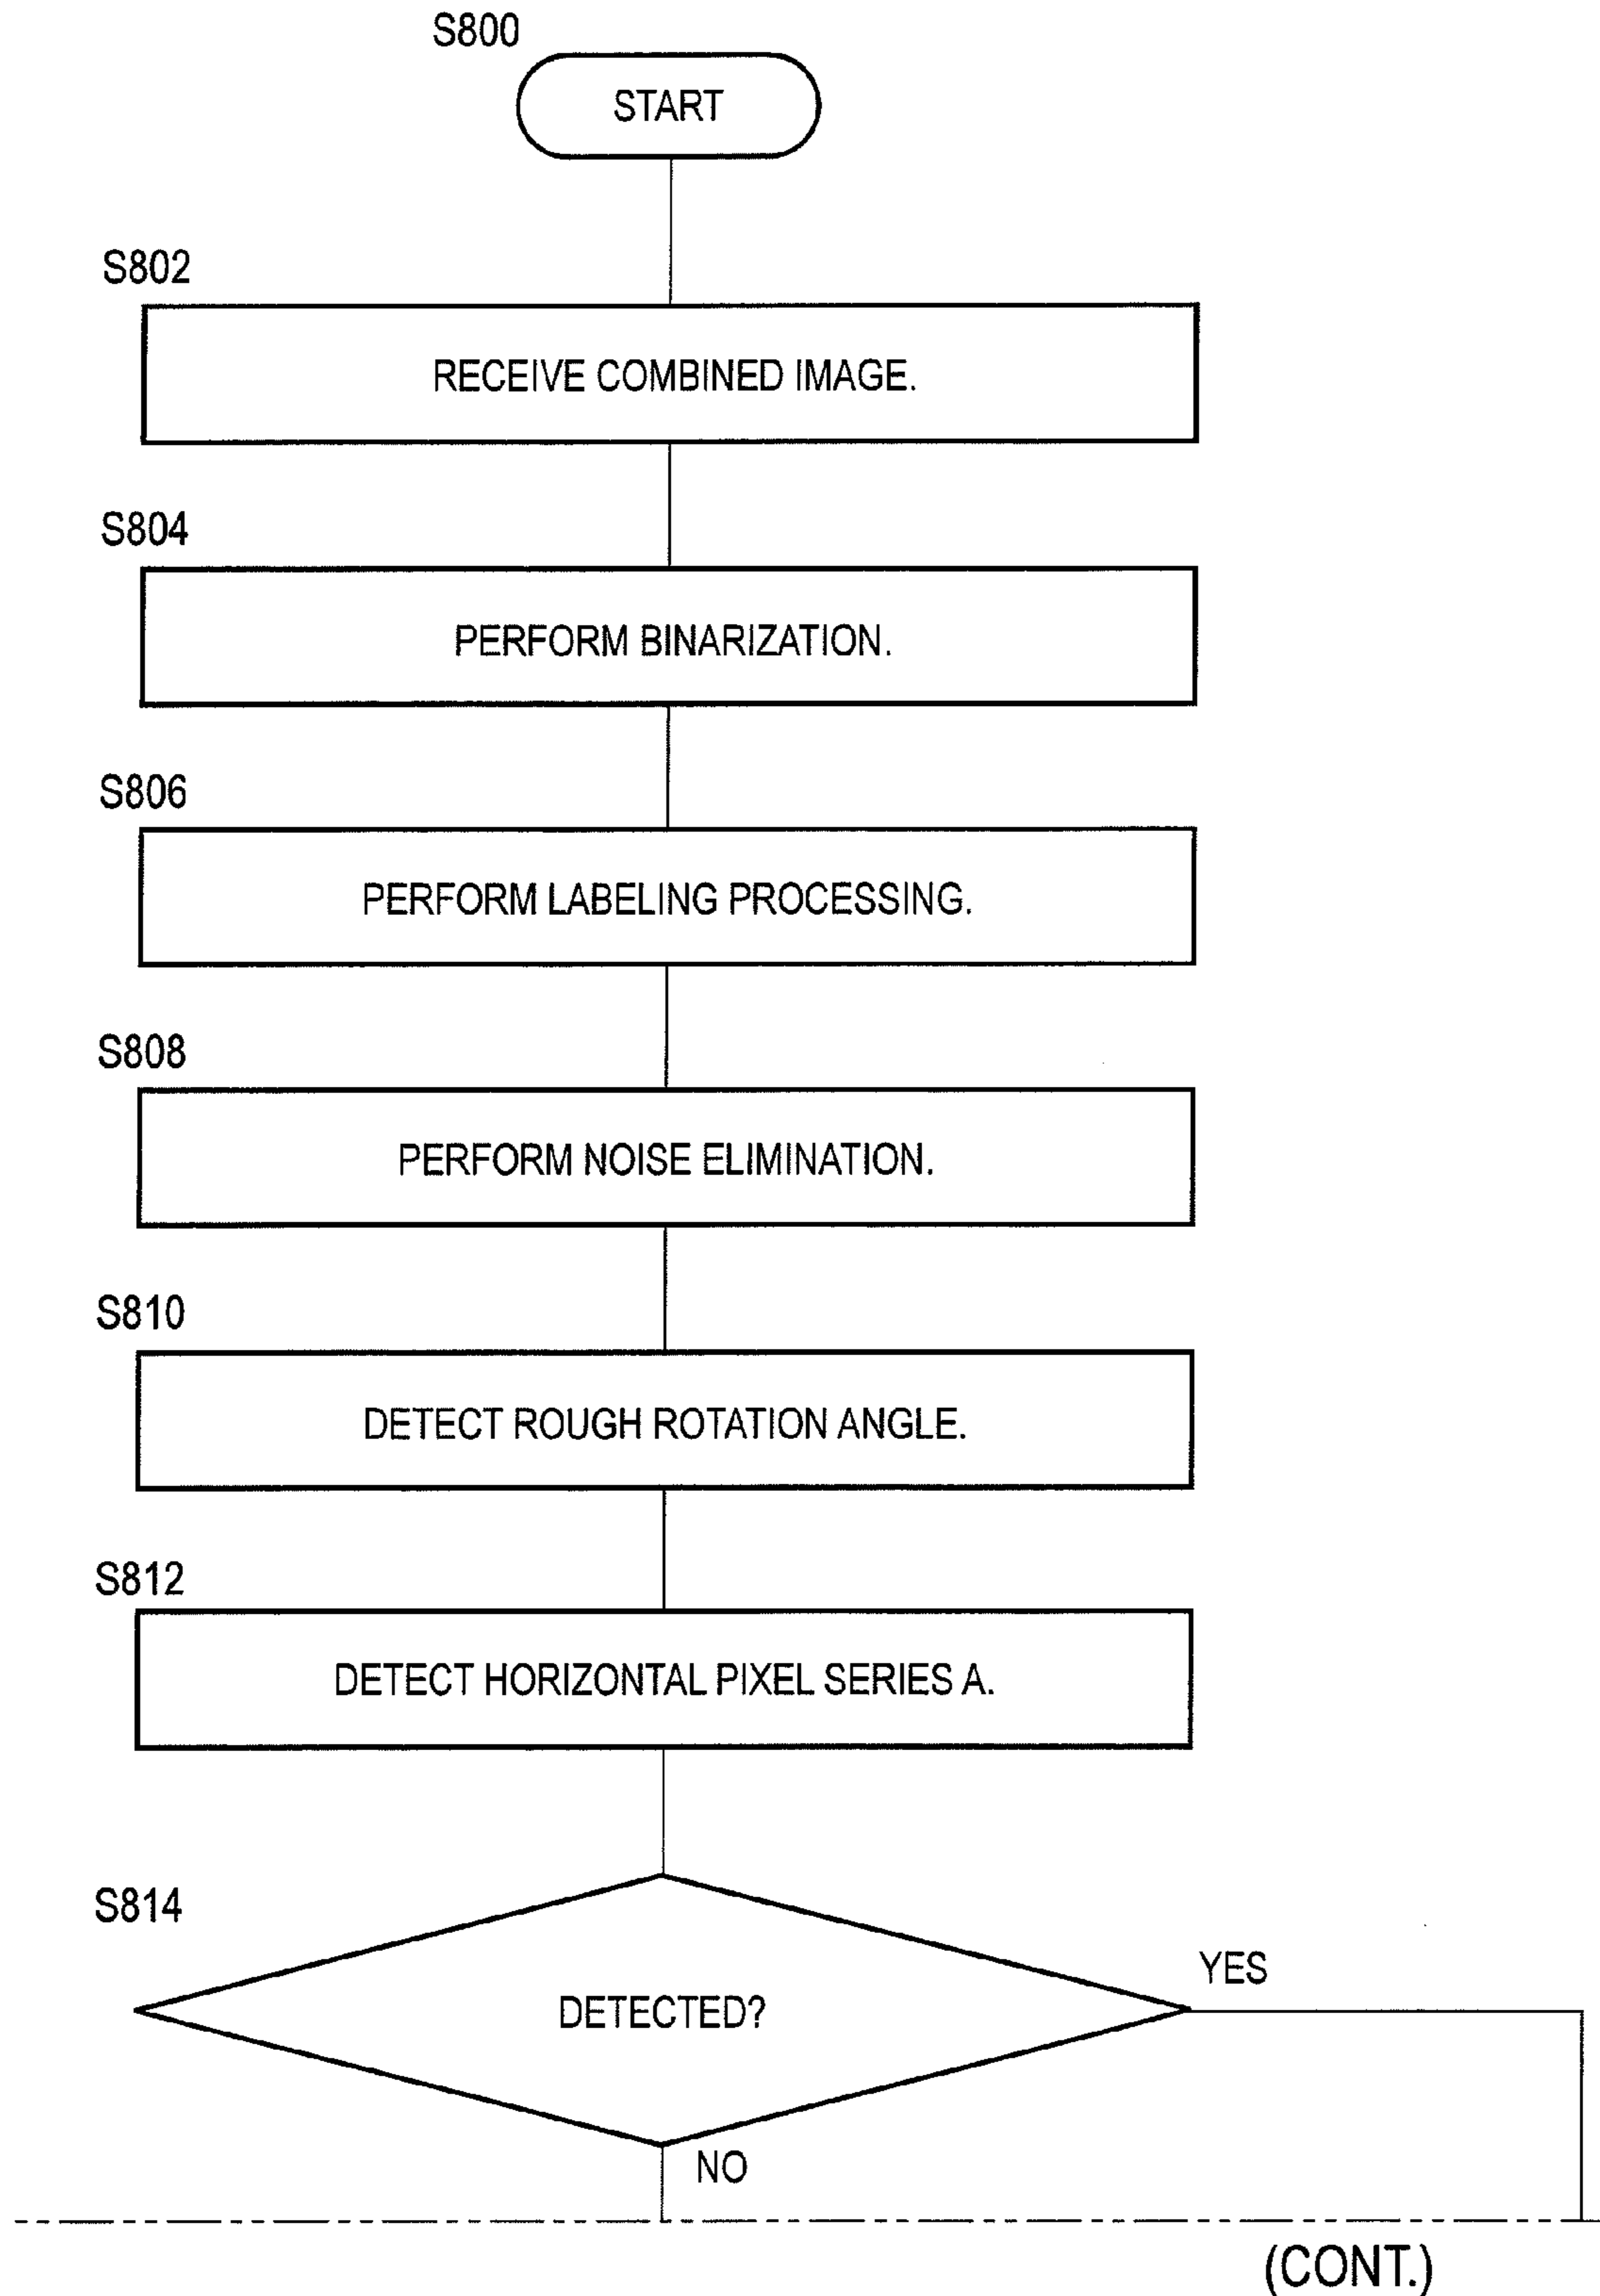 S800
START
S802
RECEIVE COMBINED IMAGE.
S804
PERFORM BINARIZATION.
S806
PERFORM LABELING PROCESSING.
S808
PERFORM NOISE ELIMINATION.
S810
DETECT ROUGH ROTATION ANGLE.
S812
DETECT HORIZONTAL PIXEL SERIES A.
S814
YES
DETECTED?
NO
(CONT.)